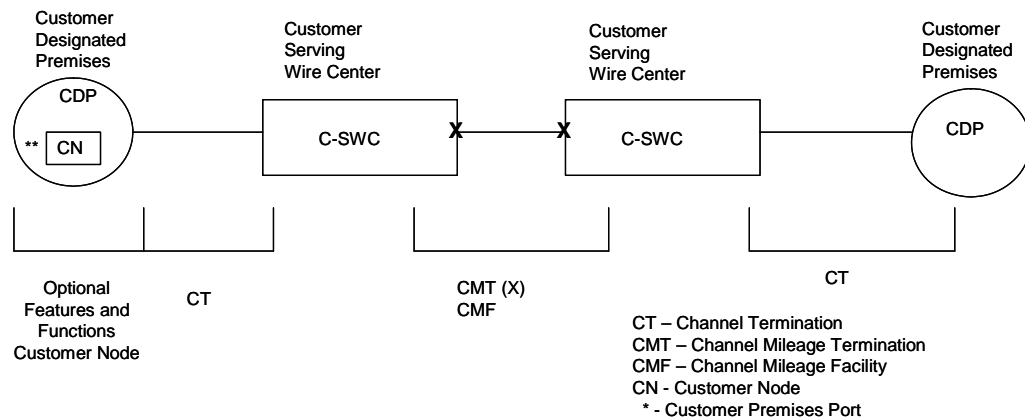 Customer
Designated
Premises
Customer
Serving
Wire Center
Customer
Serving
Wire Center
Customer
Designated
Premises
CDP
** CN
C-SWC
X
X
C-SWC
CDP
Optional
Features and
Functions
Customer Node
CT
CMT (X)
CMF
CT
CT – Channel Termination
CMT – Channel Mileage Termination
CMF – Channel Mileage Facility
CN - Customer Node
* - Customer Premises Port